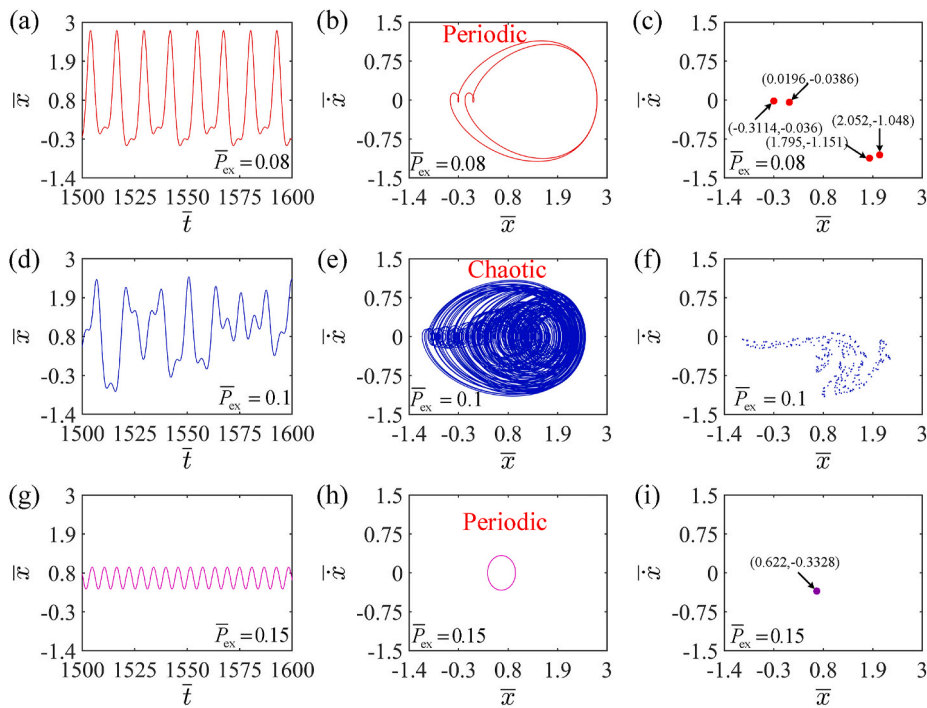 (a)
3
1.9
0.8
-0.3
-1.4
x̅
P̅ex = 0.08
1500 1525 1550 1575 1600
t̅
(b)
Periodic
1.5
0.75
0
-0.75
-1.5
ẋ̅
P̅ex = 0.08
-1.4 -0.3 0.8 1.9 3
x̅
(c)
1.5
0.75
0
-0.75
-1.5
ẋ̅
(0.0196,-0.0386)
(2.052,-1.048)
(-0.3114,-0.036)
(1.795,-1.151)
P̅ex = 0.08
-1.4 -0.3 0.8 1.9 3
x̅
(d)
3
1.9
0.8
-0.3
-1.4
x̅
P̅ex = 0.1
1500 1525 1550 1575 1600
t̅
(e)
Chaotic
1.5
0.75
0
-0.75
-1.5
ẋ̅
P̅ex = 0.1
-1.4 -0.3 0.8 1.9 3
x̅
(f)
1.5
0.75
0
-0.75
-1.5
ẋ̅
P̅ex = 0.1
-1.4 -0.3 0.8 1.9 3
x̅
(g)
3
1.9
0.8
-0.3
-1.4
x̅
P̅ex = 0.15
1500 1525 1550 1575 1600
t̅
(h)
Periodic
1.5
0.75
0
-0.75
-1.5
ẋ̅
P̅ex = 0.15
-1.4 -0.3 0.8 1.9 3
x̅
(i)
1.5
0.75
0
-0.75
-1.5
ẋ̅
(0.622,-0.3328)
P̅ex = 0.15
-1.4 -0.3 0.8 1.9 3
x̅